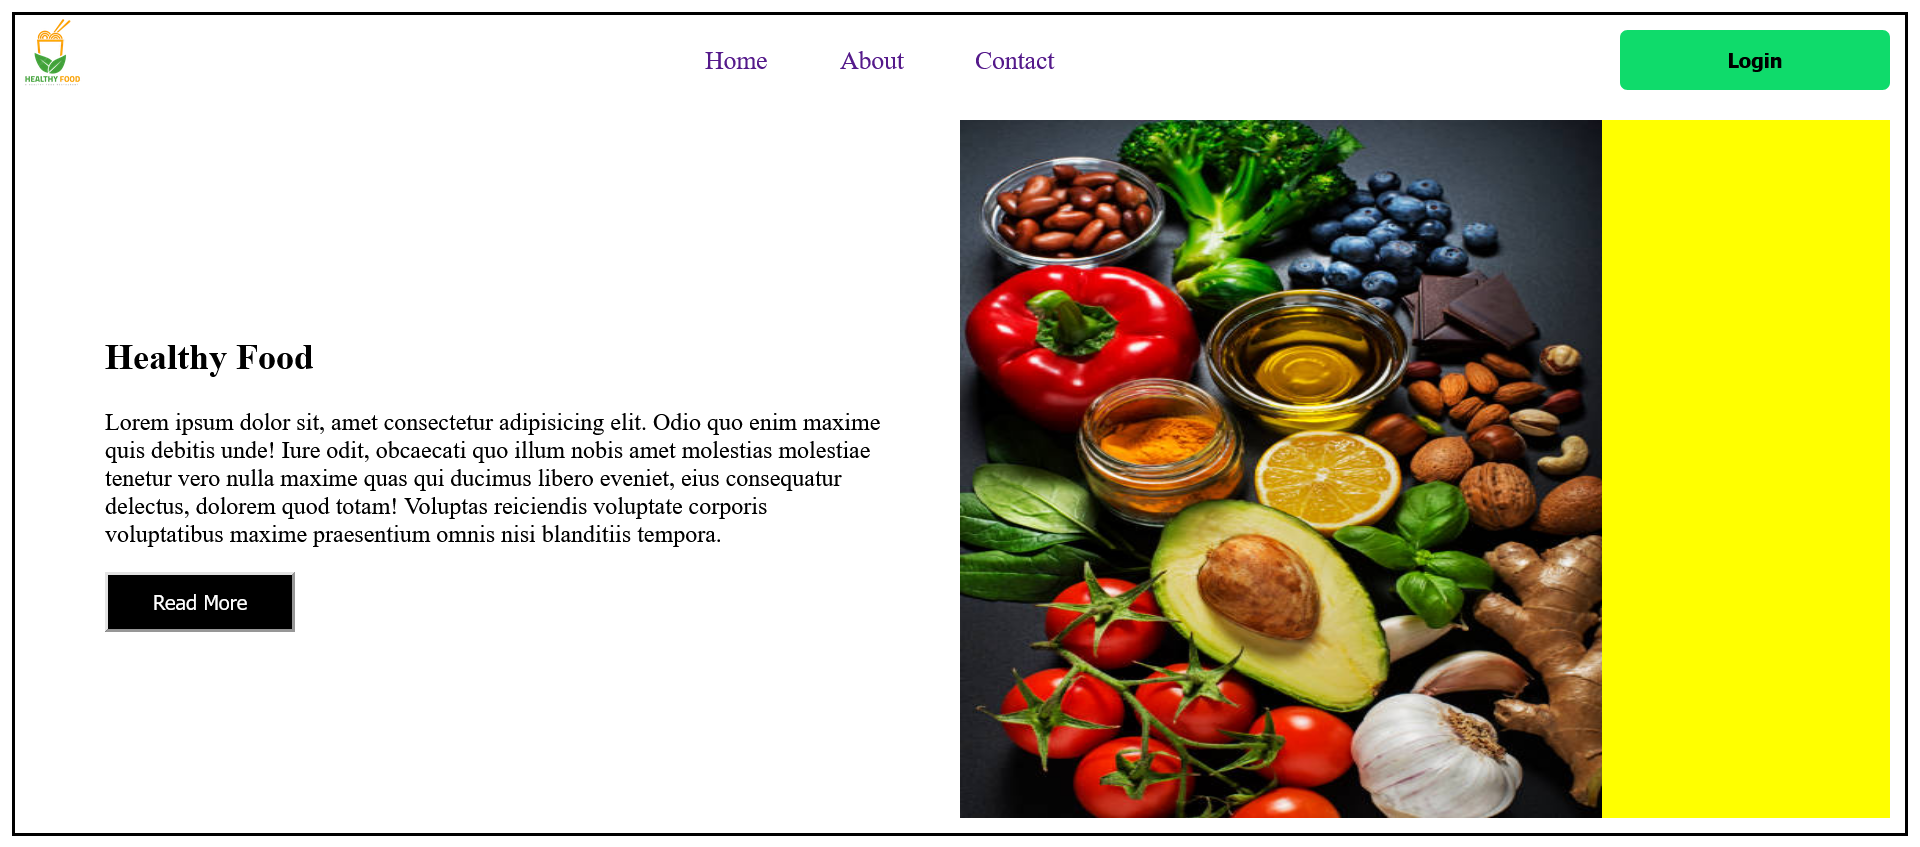 HEALTHY FOOD
Home
About
Contact
Login
Healthy Food
Lorem ipsum dolor sit, amet consectetur adipisicing elit. Odio quo enim maxime
quis debitis unde! Iure odit, obcaecati quo illum nobis amet molestias molestiae
tenetur vero nulla maxime quas qui ducimus libero eveniet, eius consequatur
delectus, dolorem quod totam! Voluptas reiciendis voluptate corporis
voluptatibus maxime praesentium omnis nisi blanditiis tempora.
Read More